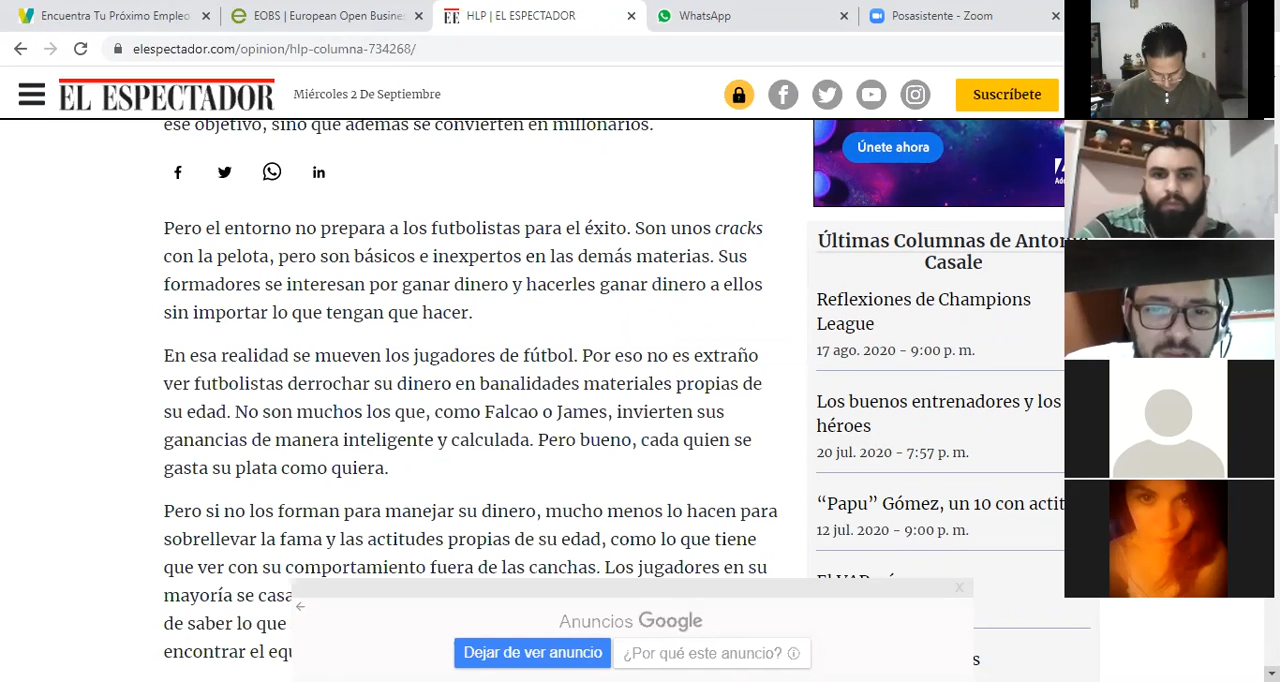 Encuentra Tu Próximo Empleo
EOBS | European Open Busines
HLP | EL ESPECTADOR
WhatsApp
Posasistente - Zoom
elespectador.com/opinion/hlp-columna-734268/
EL ESPECTADOR
Miércoles 2 De Septiembre
Suscríbete
ese objetivo, sino que además se convierten en millonarios.
Únete ahora
Pero el entorno no prepara a los futbolistas para el éxito. Son unos cracks
con la pelota, pero son básicos e inexpertos en las demás materias. Sus
formadores se interesan por ganar dinero y hacerles ganar dinero a ellos
sin importar lo que tengan que hacer.
En esa realidad se mueven los jugadores de fútbol. Por eso no es extraño
ver futbolistas derrochar su dinero en banalidades materiales propias de
su edad. No son muchos los que, como Falcao o James, invierten sus
ganancias de manera inteligente y calculada. Pero bueno, cada quien se
gasta su plata como quiera.
Pero si no los forman para manejar su dinero, mucho menos lo hacen para
sobrellevar la fama y las actitudes propias de su edad, como lo que tiene
que ver con su comportamiento fuera de las canchas. Los jugadores en su
mayoría se casa
de saber lo que
encontrar el equ
Últimas Columnas de Antonio
Casale
Reflexiones de Champions
League
17 ago. 2020 - 9:00 p. m.
Los buenos entrenadores y los
héroes
20 jul. 2020 - 7:57 p. m.
“Papu” Gómez, un 10 con actit
12 jul. 2020 - 9:00 p. m.
El VAR
X
Anuncios Google
Dejar de ver anuncio
¿Por qué este anuncio?